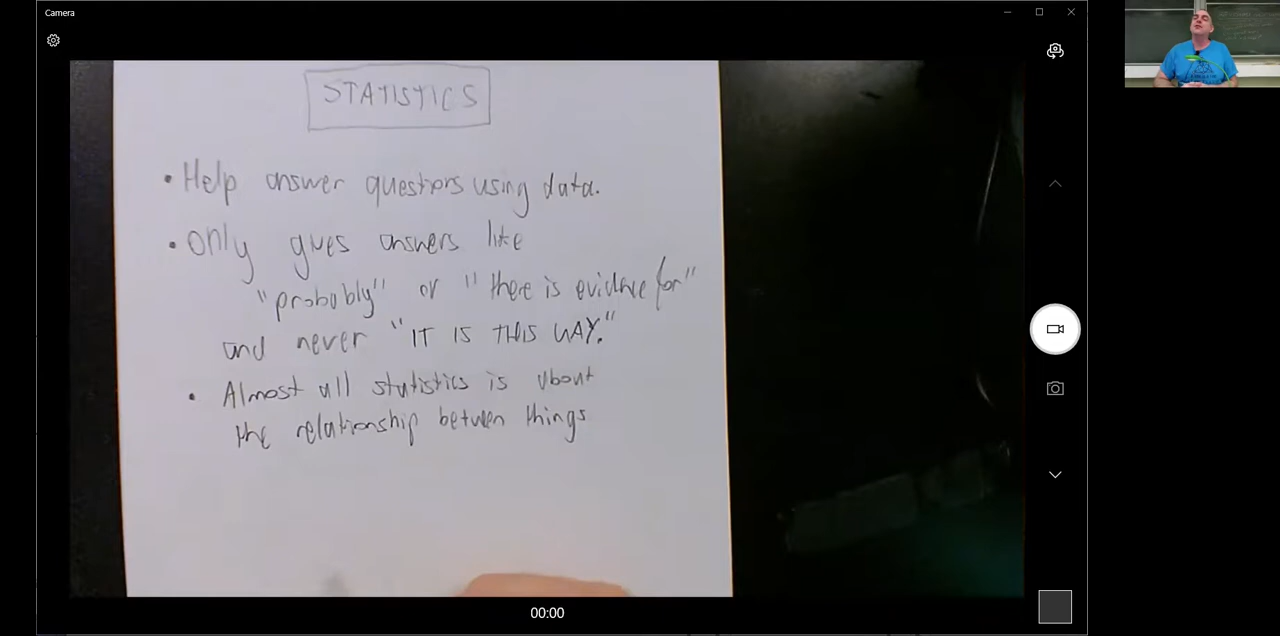 Camera
STATISTICS
• Help answer questions using data.
• Only gives answers like
"probably" or "there is evidence for"
and never "IT IS THIS WAY."
• Almost all statistics is about
the relationship between things
00:00